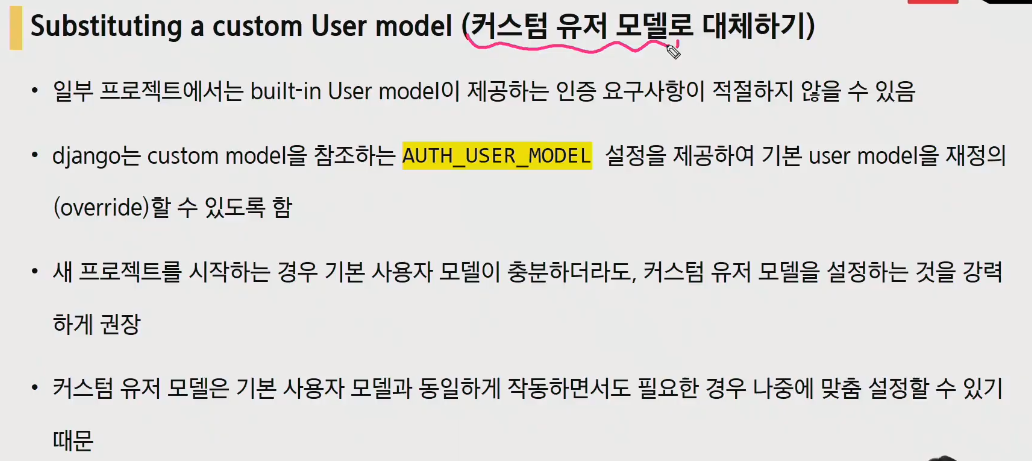 Substituting a custom User model (커스텀 유저 모델로 대체하기)
• 일부 프로젝트에서는 built-in User model이 제공하는 인증 요구사항이 적절하지 않을 수 있음
• django는 custom model을 참조하는 AUTH_USER_MODEL 설정을 제공하여 기본 user model을 재정의
(override)할 수 있도록 함
• 새 프로젝트를 시작하는 경우 기본 사용자 모델이 충분하더라도, 커스텀 유저 모델을 설정하는 것을 강력
하게 권장
• 커스텀 유저 모델은 기본 사용자 모델과 동일하게 작동하면서도 필요한 경우 나중에 맞춤 설정할 수 있기
때문